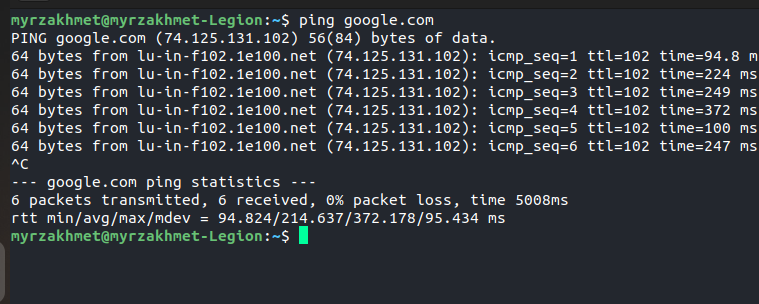 myrzakhmet@myrzakhmet-Legion:~$ ping google.com
PING google.com (74.125.131.102) 56(84) bytes of data.
64 bytes from lu-in-f102.1e100.net (74.125.131.102): icmp_seq=1 ttl=102 time=94.8 m
64 bytes from lu-in-f102.1e100.net (74.125.131.102): icmp_seq=2 ttl=102 time=224 ms
64 bytes from lu-in-f102.1e100.net (74.125.131.102): icmp_seq=3 ttl=102 time=249 ms
64 bytes from lu-in-f102.1e100.net (74.125.131.102): icmp_seq=4 ttl=102 time=372 ms
64 bytes from lu-in-f102.1e100.net (74.125.131.102): icmp_seq=5 ttl=102 time=100 ms
64 bytes from lu-in-f102.1e100.net (74.125.131.102): icmp_seq=6 ttl=102 time=247 ms
^C
--- google.com ping statistics ---
6 packets transmitted, 6 received, 0% packet loss, time 5008ms
rtt min/avg/max/mdev = 94.824/214.637/372.178/95.434 ms
myrzakhmet@myrzakhmet-Legion:~$